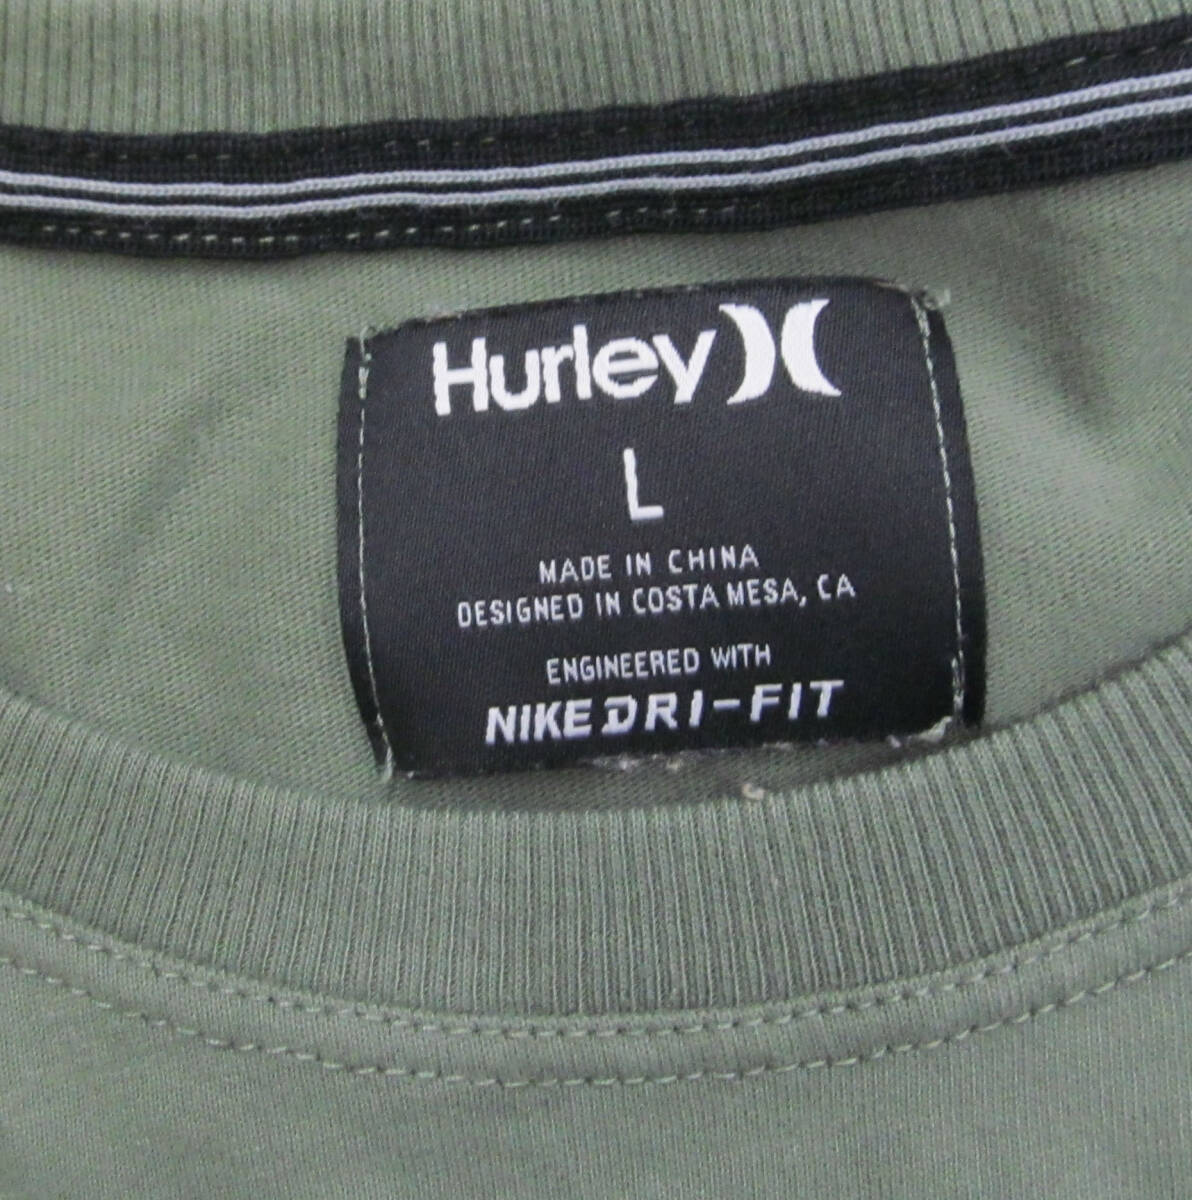 Hurley
L
MADE IN CHINA
DESIGNED IN COSTA MESA, CA
ENGINEERED WITH
NIKE DRI-FIT